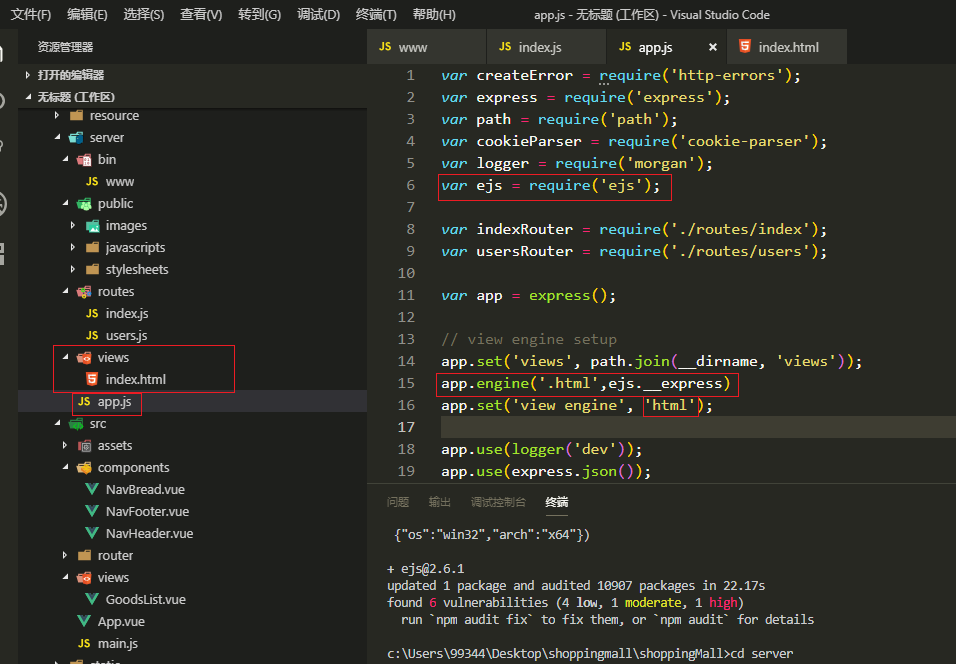 文件(F) 编辑(E) 选择(S) 查看(V) 转到(G) 调试(D) 终端(T) 帮助(H) app.js - 无标题 (工作区) - Visual Studio Code
资源管理器
打开的编辑器
无标题 (工作区)
resource
server
bin
JS www
public
images
javascripts
stylesheets
routes
JS index.js
JS users.js
views
5 index.html
JS app.js
src
assets
components
NavBread.vue
NavFooter.vue
NavHeader.vue
router
views
GoodsList.vue
App.vue
JS main.js
static
JS www JS index.js JS app.js × 5 index.html
1 var createError = require('http-errors');
2 var express = require('express');
3 var path = require('path');
4 var cookieParser = require('cookie-parser');
5 var logger = require('morgan');
6 var ejs = require('ejs');
7
8 var indexRouter = require('./routes/index');
9 var usersRouter = require('./routes/users');
10
11 var app = express();
12
13 // view engine setup
14 app.set('views', path.join(__dirname, 'views'));
15 app.engine('.html',ejs.__express)
16 app.set('view engine', 'html');
17
18 app.use(logger('dev'));
19 app.use(express.json());
问题 输出 调试控制台 终端
{"os":"win32","arch":"x64"})
+ ejs@2.6.1
updated 1 package and audited 10907 packages in 22.17s
found 6 vulnerabilities (4 low, 1 moderate, 1 high)
run `npm audit fix` to fix them, or `npm audit` for details
c:\Users\99344\Desktop\shoppingmall\shoppingMall>cd server